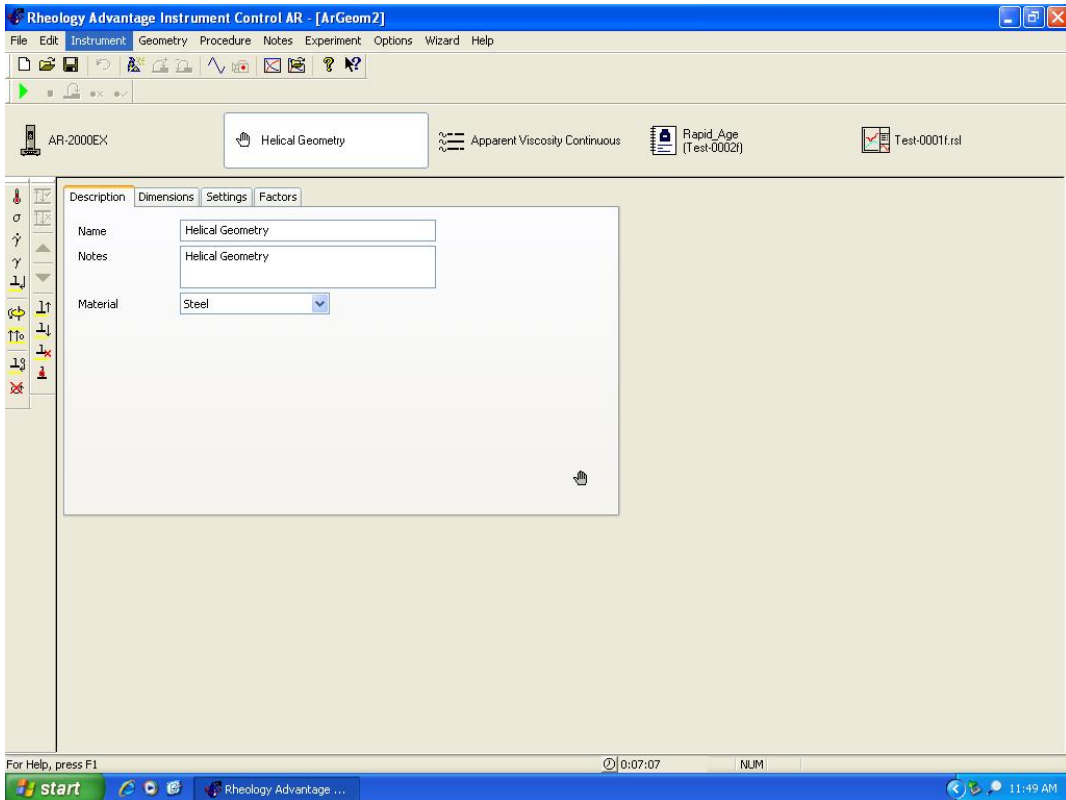 Rheology Advantage Instrument Control AR - [ArGeom2]
File Edit Instrument Geometry Procedure Notes Experiment Options Wizard Help
AR-2000EX
Helical Geometry
Apparent Viscosity Continuous
Rapid_Age
(Test-0002f)
Test-0001f.rsl
Description Dimensions Settings Factors
Name Helical Geometry
Notes Helical Geometry
Material Steel
For Help, press F1 0:07:07 NUM
start Rheology Advantage ... 11:49 AM